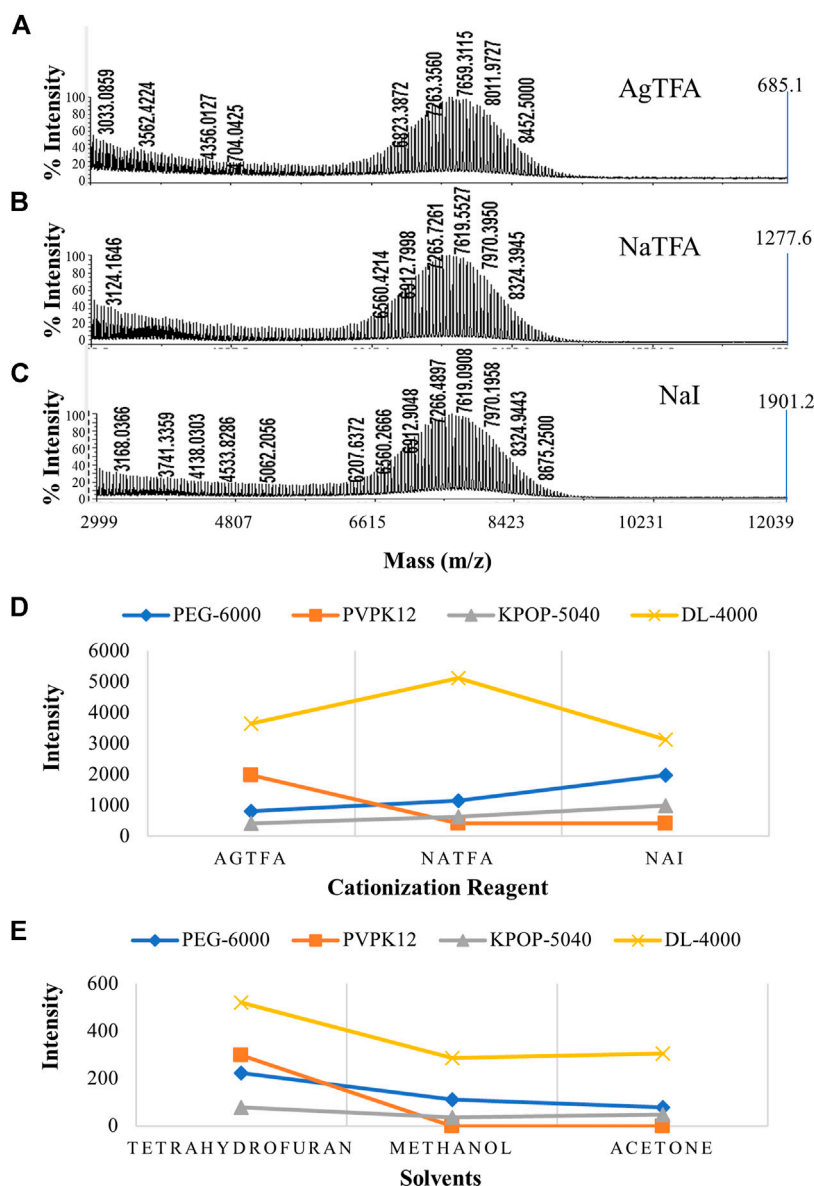 A
3033.0859
3562.4224
4356.0127
4704.0425
6823.3872
7263.3560
7659.3115
8011.9727
8452.5000
AgTFA
685.1
% Intensity
100
80
60
40
20
0
B
3124.1646
6560.4214
6912.7998
7265.7261
7619.5527
7970.3950
8324.3945
NaTFA
1277.6
% Intensity
100
80
60
40
20
0
C
3168.0366
3741.3359
4138.0303
4533.8286
5062.2056
6207.6372
6560.2666
6912.9048
7266.4897
7619.0908
7970.1958
8324.9443
8675.2500
NaI
1901.2
% Intensity
100
80
60
40
20
0
2999 4807 6615 8423 10231 12039
Mass (m/z)
D
PEG-6000 PVPK12 KPOP-5040 DL-4000
Intensity
6000
5000
4000
3000
2000
1000
0
AGTFA NATFA NAI
Cationization Reagent
E
PEG-6000 PVPK12 KPOP-5040 DL-4000
Intensity
600
400
200
0
TETRAHYDROFURAN METHANOL ACETONE
Solvents